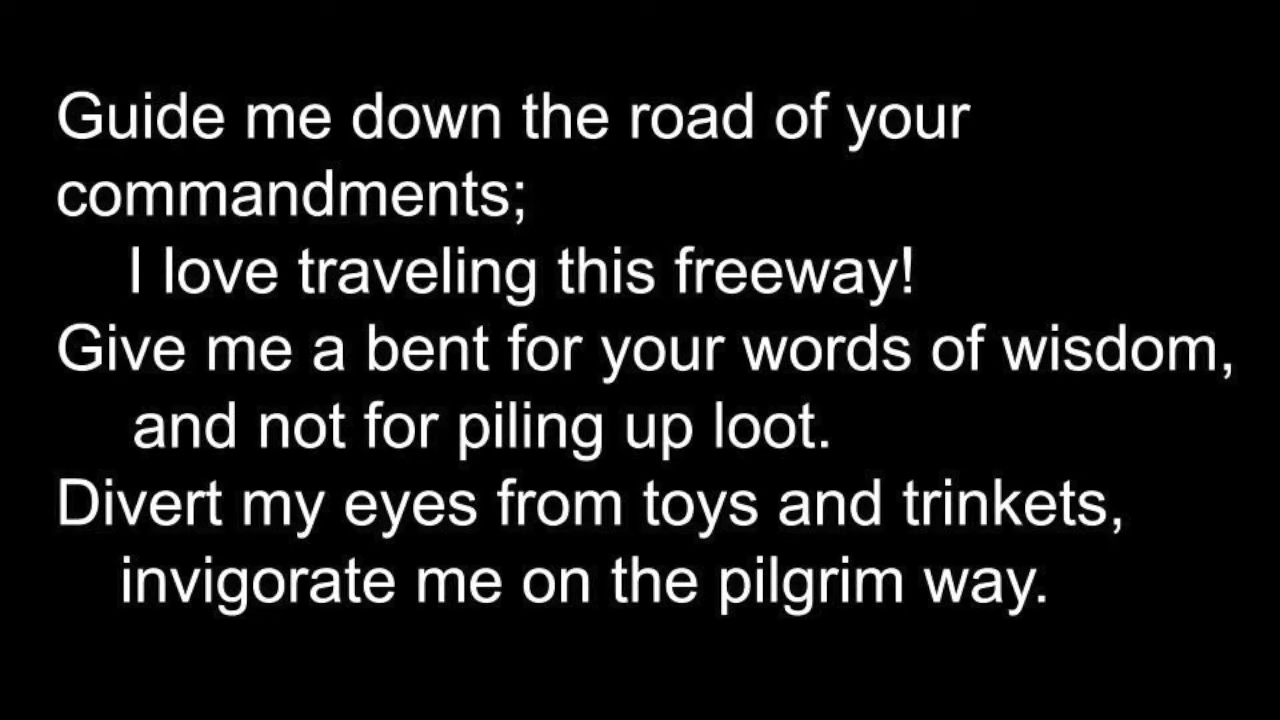 Guide me down the road of your
commandments;
I love traveling this freeway!
Give me a bent for your words of wisdom,
and not for piling up loot.
Divert my eyes from toys and trinkets,
invigorate me on the pilgrim way.